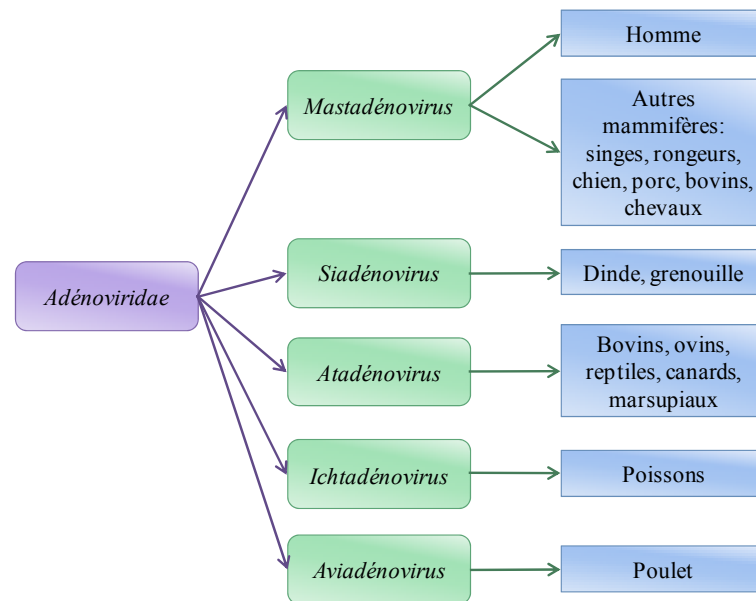 Adénoviridae
Mastadénovirus
Homme
Autres
mammifères:
singes, rongeurs,
chien, porc, bovins,
chevaux
Siadénovirus
Dinde, grenouille
Atadénovirus
Bovins, ovins,
reptiles, canards,
marsupiaux
Ichtadénovirus
Poissons
Aviadénovirus
Poulet